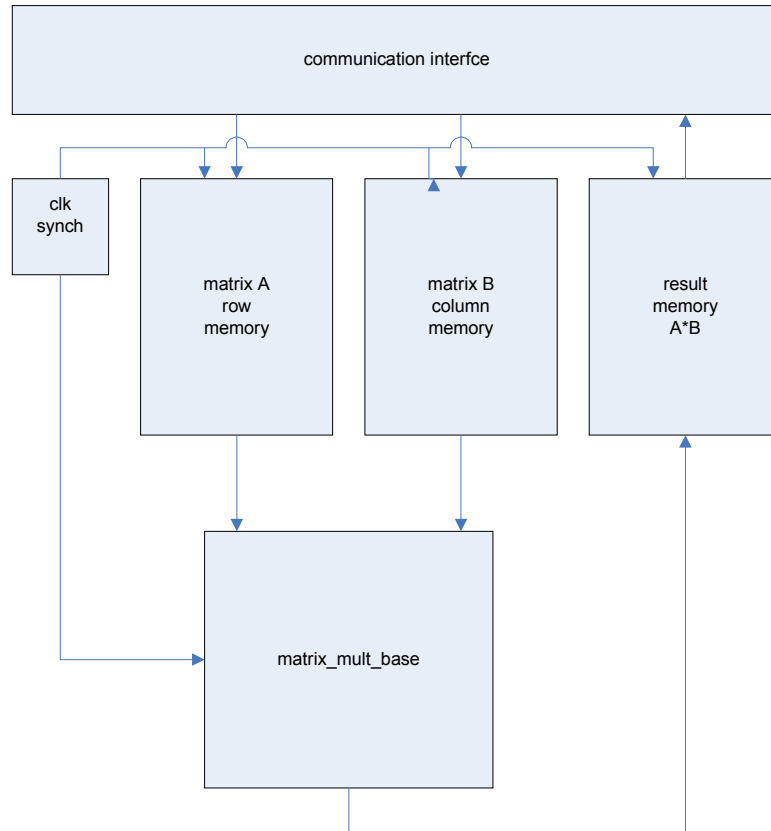 communication interfce
clk
synch
matrix A
row
memory
matrix B
column
memory
result
memory
A*B
matrix_mult_base